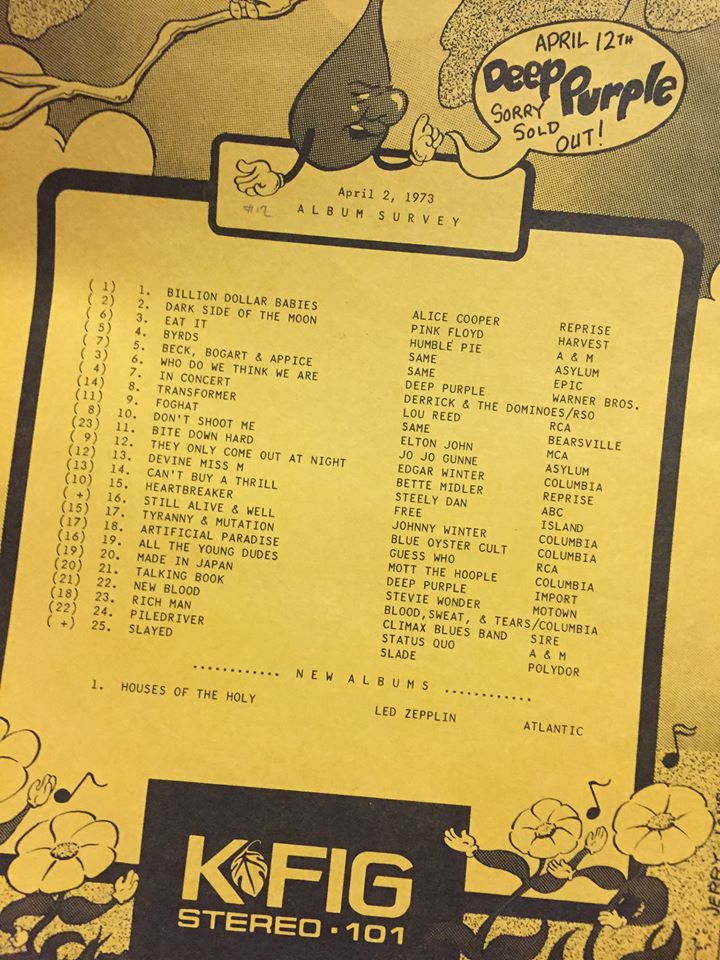 APRIL 12TH
Deep Purple
SORRY
SOLD
OUT!
April 2, 1973
#12 ALBUM SURVEY
( 1) 1. BILLION DOLLAR BABIES ALICE COOPER REPRISE
( 2) 2. DARK SIDE OF THE MOON PINK FLOYD HARVEST
( 6) 3. EAT IT HUMBLE PIE A & M
( 5) 4. BYRDS SAME ASYLUM
( 7) 5. BECK, BOGART & APPICE SAME EPIC
( 3) 6. WHO DO WE THINK WE ARE DEEP PURPLE WARNER BROS.
( 4) 7. IN CONCERT DERRICK & THE DOMINOES/RSO
(14) 8. TRANSFORMER LOU REED RCA
(11) 9. FOGHAT SAME BEARSVILLE
( 8) 10. DON'T SHOOT ME ELTON JOHN MCA
(23) 11. BITE DOWN HARD JO JO GUNNE ASYLUM
( 9) 12. THEY ONLY COME OUT AT NIGHT EDGAR WINTER COLUMBIA
(12) 13. DEVINE MISS M BETTE MIDLER REPRISE
(13) 14. CAN'T BUY A THRILL STEELY DAN ABC
(10) 15. HEARTBREAKER FREE ISLAND
( +) 16. STILL ALIVE & WELL JOHNNY WINTER COLUMBIA
(15) 17. TYRANNY & MUTATION BLUE OYSTER CULT COLUMBIA
(17) 18. ARTIFICIAL PARADISE GUESS WHO RCA
(16) 19. ALL THE YOUNG DUDES MOTT THE HOOPLE COLUMBIA
(19) 20. MADE IN JAPAN DEEP PURPLE IMPORT
(20) 21. TALKING BOOK STEVIE WONDER MOTOWN
(21) 22. NEW BLOOD BLOOD,SWEAT, & TEARS/COLUMBIA
(18) 23. RICH MAN CLIMAX BLUES BAND SIRE
(22) 24. PILEDRIVER STATUS QUO A & M
( +) 25. SLAYED SLADE POLYDOR
............ NEW ALBUMS ............
1. HOUSES OF THE HOLY LED ZEPPLIN ATLANTIC
K FIG
STEREO • 101
JERRY